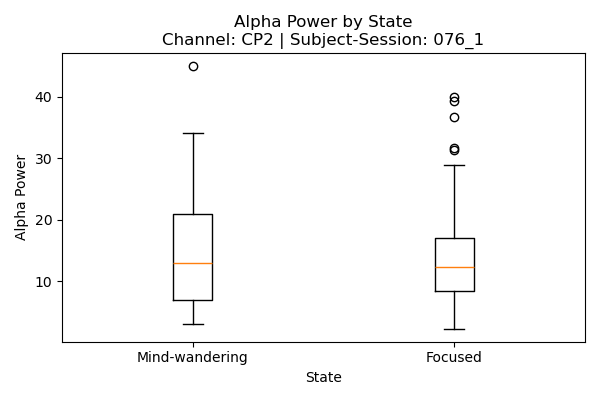 Alpha Power by State
Channel: CP2 | Subject-Session: 076_1
Alpha Power
40
30
20
10
Mind-wandering
Focused
State